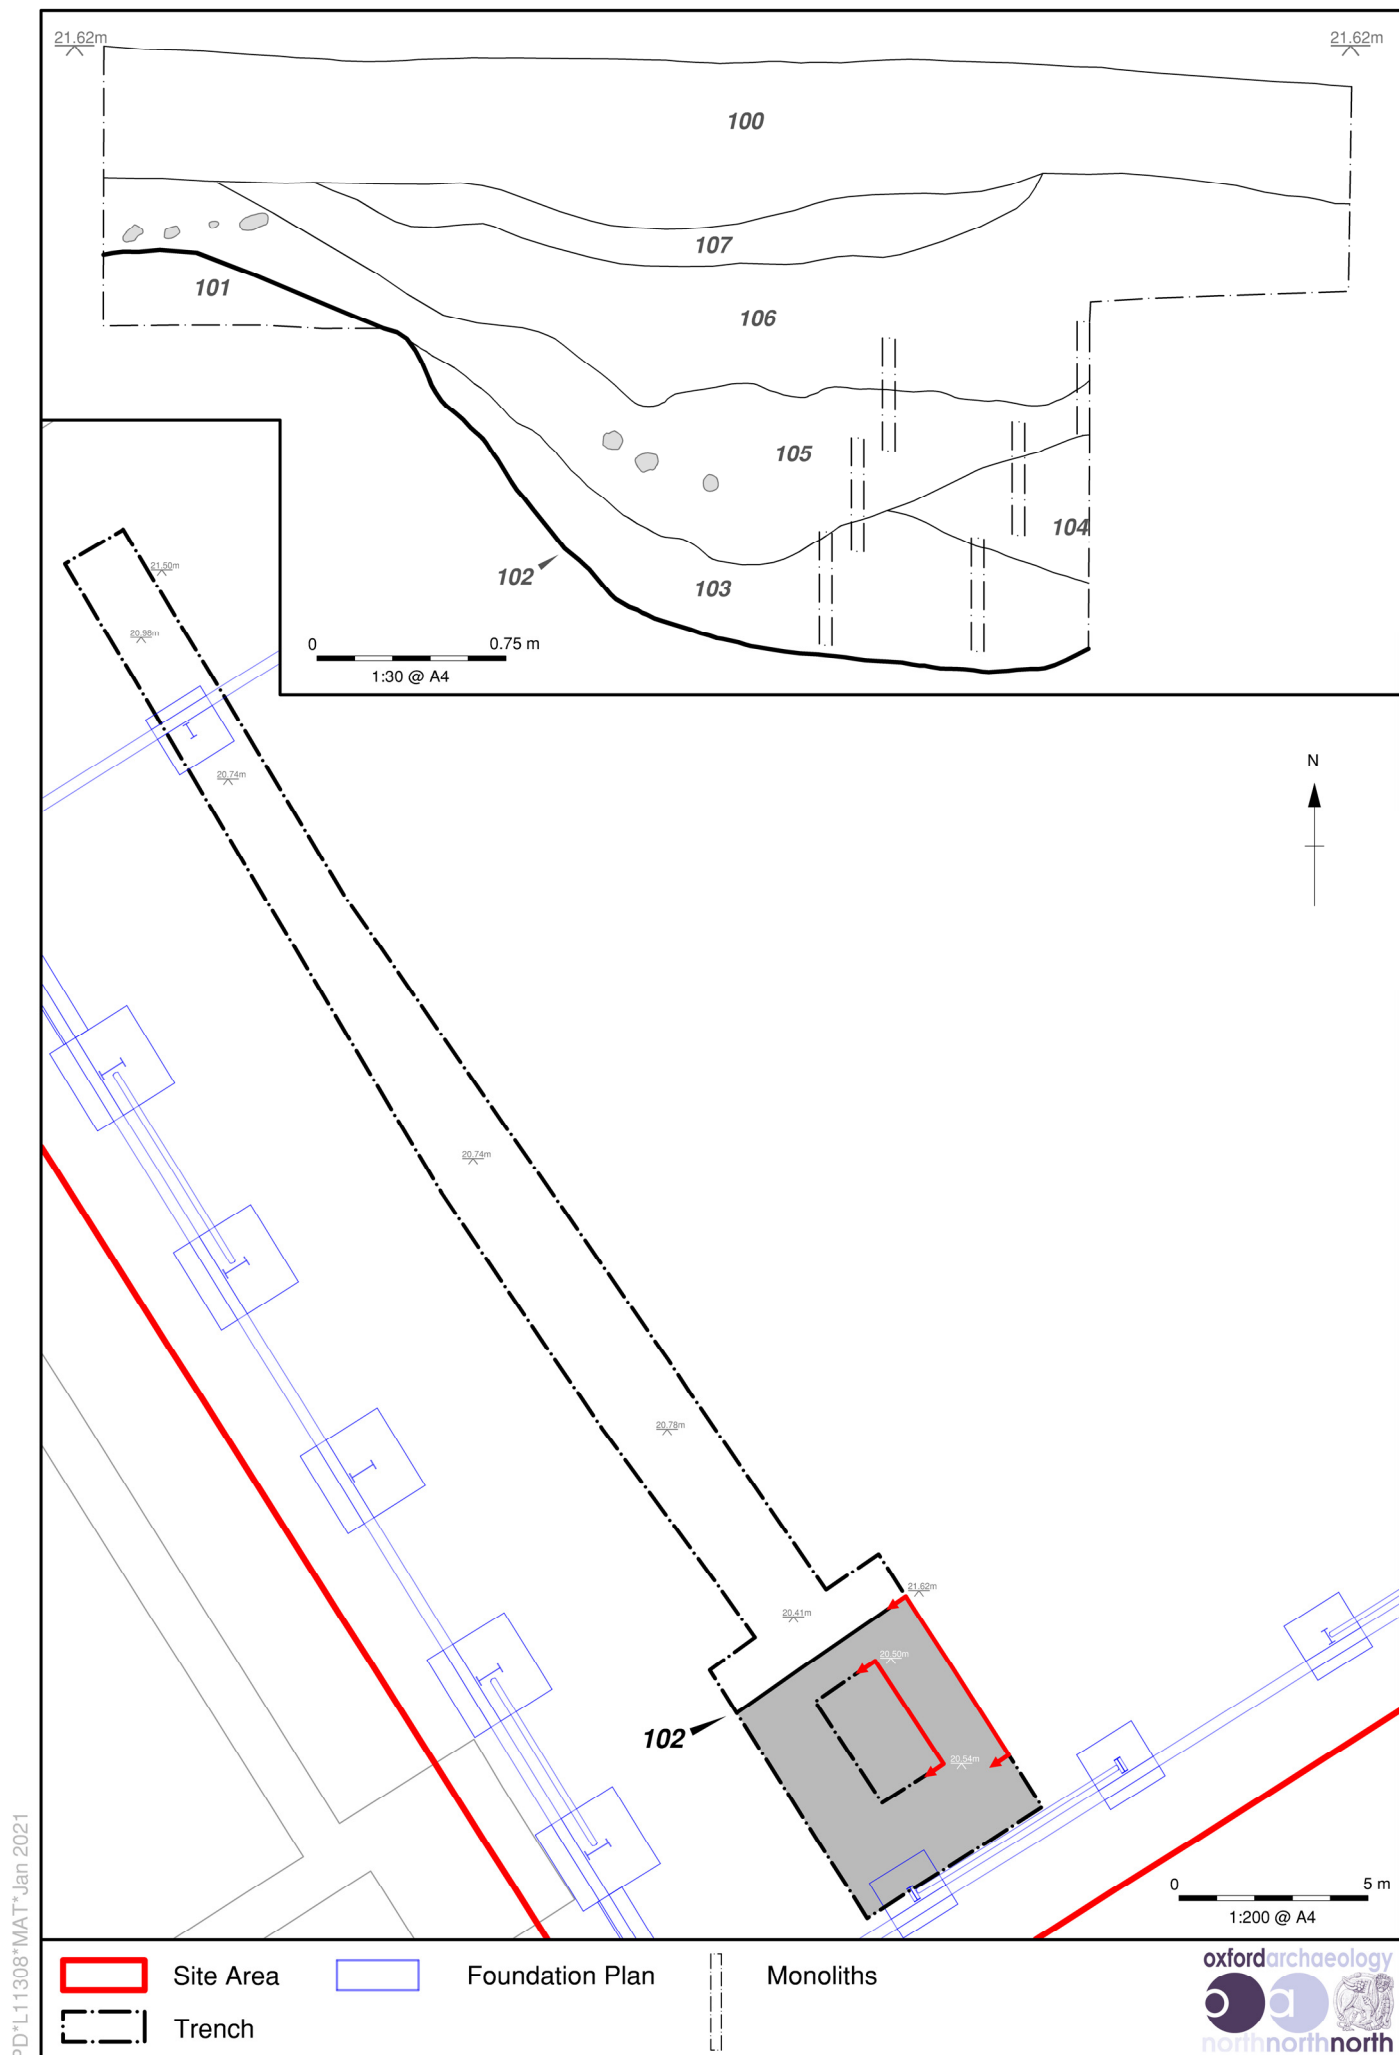 21.62m
21.62m
100
107
101
106
105
104
102
103
0 0.75 m
1:30 @ A4
21.50m
20.98m
20.74m
N
20.74m
20.78m
21.62m
20.41m
20.50m
102
20.54m
0 5 m
1:200 @ A4
PD*L11308*MAT*Jan 2021
Site Area
Foundation Plan
Monoliths
Trench
oxfordarchaeology
oa
northnorthnorth